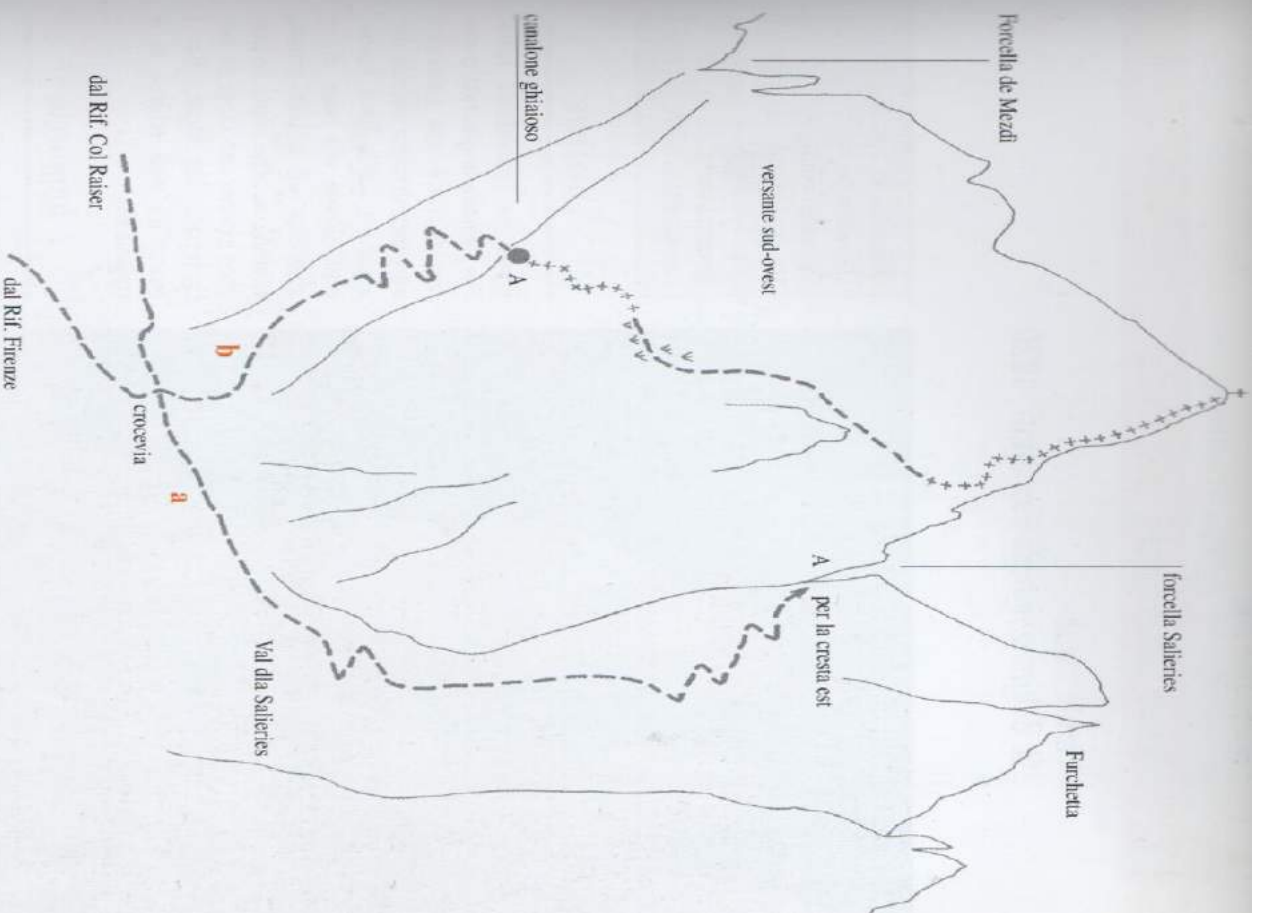 Forcella de Mezdì
forcella Salieries
Furchetta
versante sud-ovest
A
per la cresta est
canalone ghiaioso
A
b
Val dla Salieries
a
crocevia
dal Rif. Col Raiser
dal Rif. Firenze